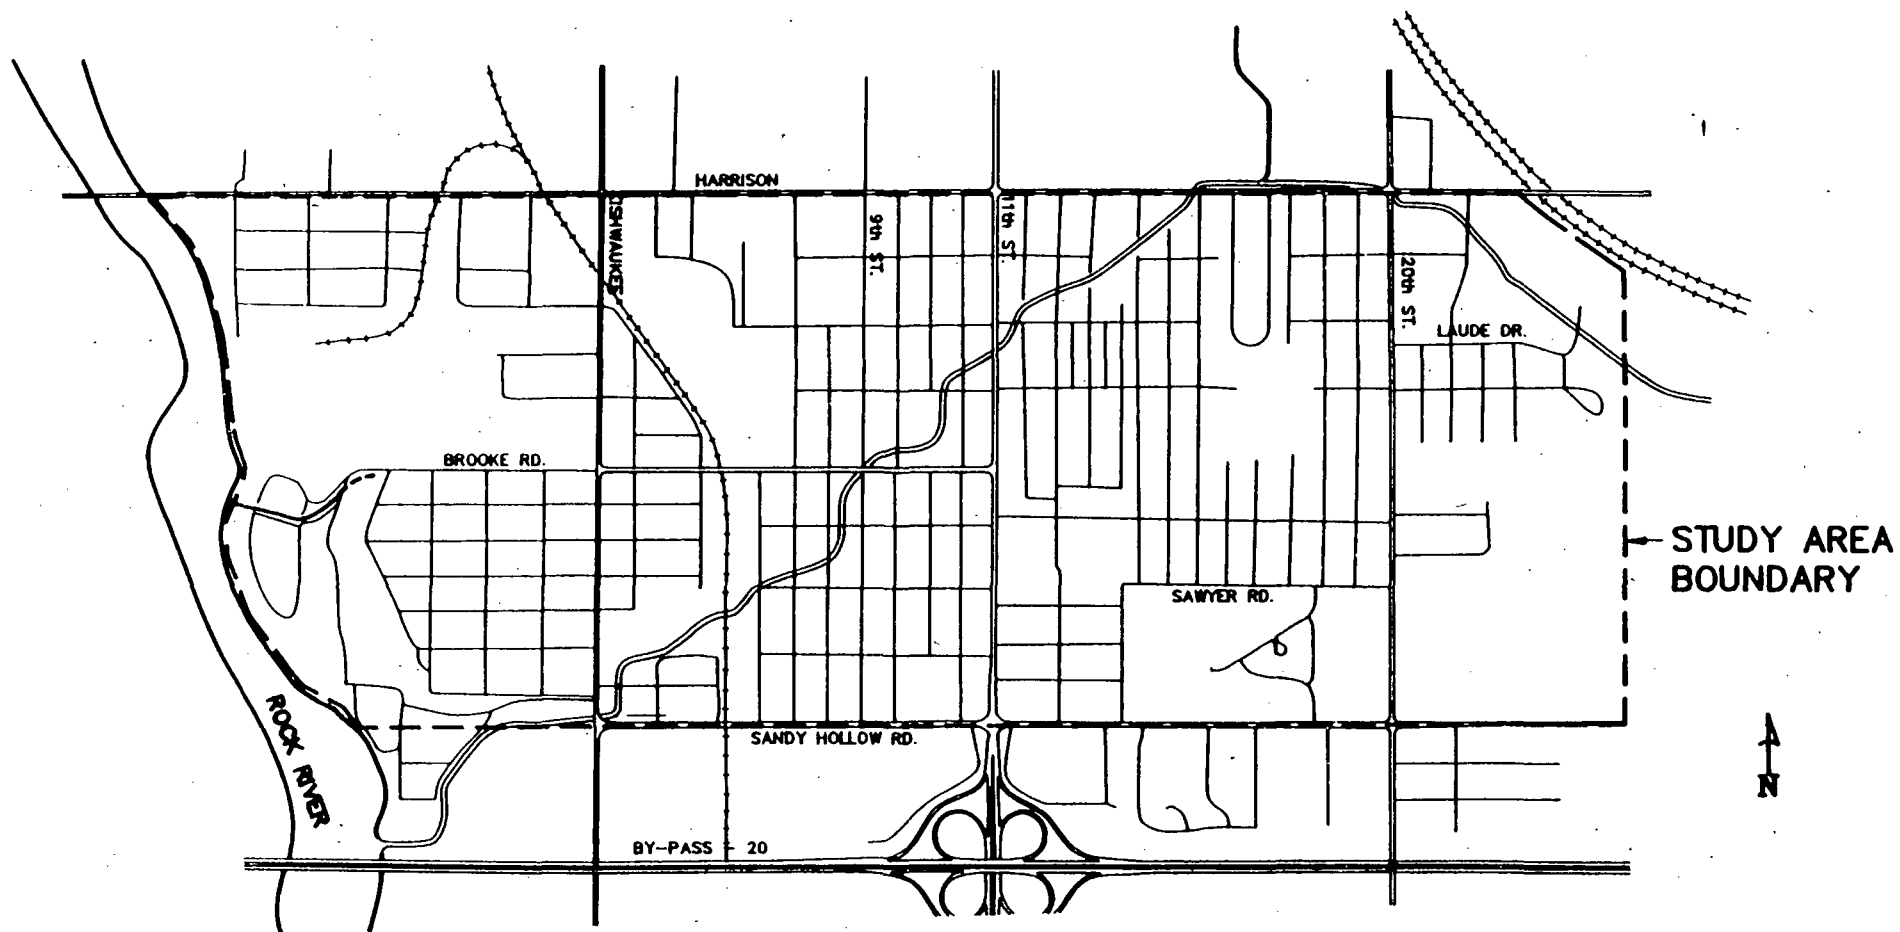 HARRISON
ISHWAUKEE
9th ST.
11th ST.
20th ST.
LAUDE DR.
BROOKE RD.
STUDY AREA
BOUNDARY
SAWYER RD.
ROCK RIVER
SANDY HOLLOW RD.
N
BY-PASS - 20